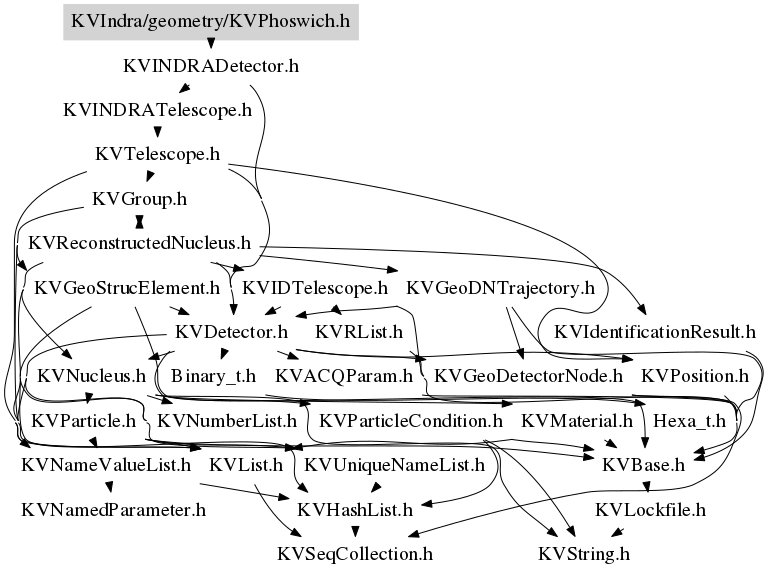 KVIndra/geometry/KVPhoswich.h
KVINDRADetector.h
KVINDRATelescope.h
KVTelescope.h
KVGroup.h
KVReconstructedNucleus.h
KVGeoStrucElement.h KVIDTelescope.h KVGeoDNTrajectory.h
KVDetector.h KVRList.h KVIdentificationResult.h
KVNucleus.h Binary_t.h KVACQParam.h KVGeoDetectorNode.h KVPosition.h
KVParticle.h KVNumberList.h KVParticleCondition.h KVMaterial.h Hexa_t.h
KVNameValueList.h KVList.h KVUniqueNameList.h KVBase.h
KVNamedParameter.h KVHashList.h KVLockfile.h
KVSeqCollection.h KVString.h